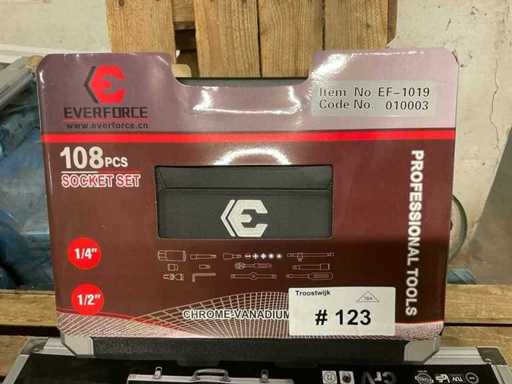 EVERFORCE
www.everforce.cn
Item No. EF-1019
Code No. 010003
108PCS
SOCKET SET
PROFESSIONAL TOOLS
1/4"
1/2"
CHROME-VANADIUM
Troostwijk
# 123